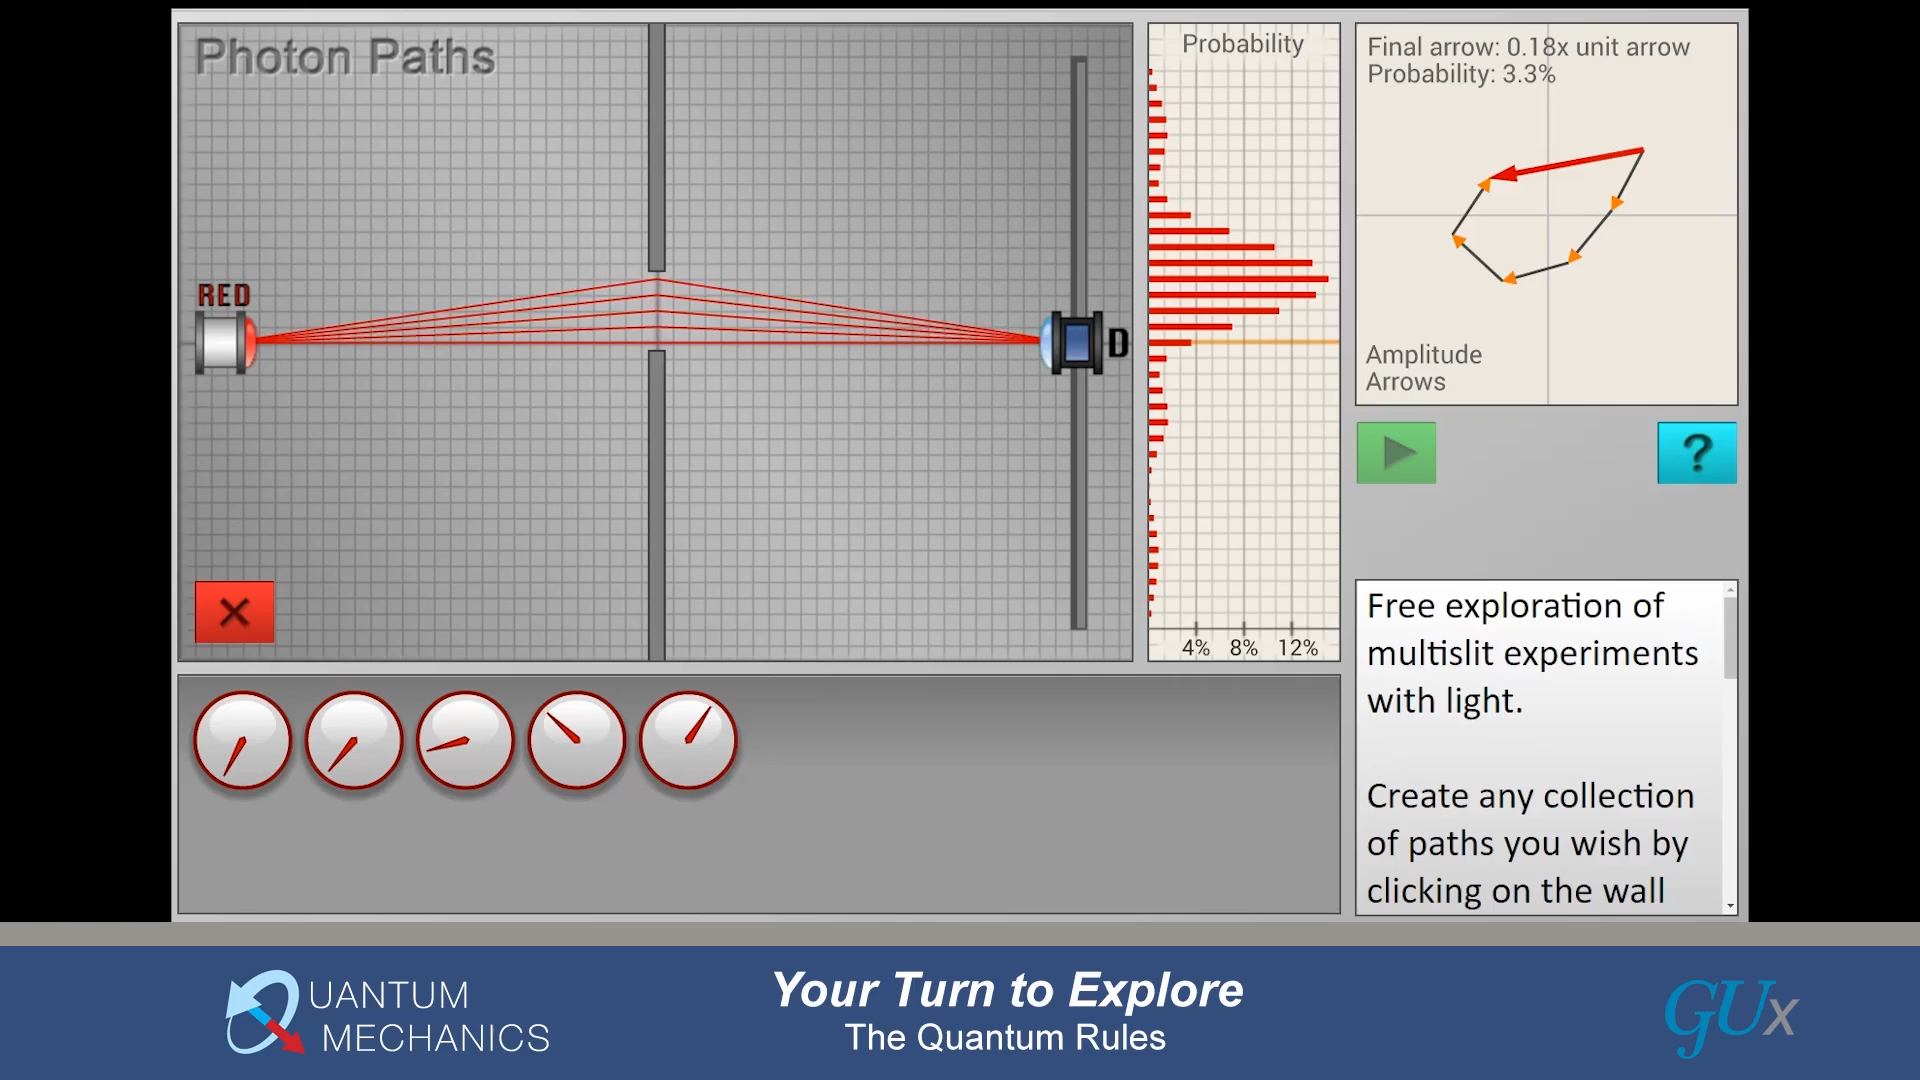 Photon Paths
RED
D
Probability
4% 8% 12%
Final arrow: 0.18x unit arrow
Probability: 3.3%
Amplitude
Arrows
?
Free exploration of
multislit experiments
with light.
Create any collection
of paths you wish by
clicking on the wall
QUANTUM
MECHANICS
Your Turn to Explore
The Quantum Rules
GUx